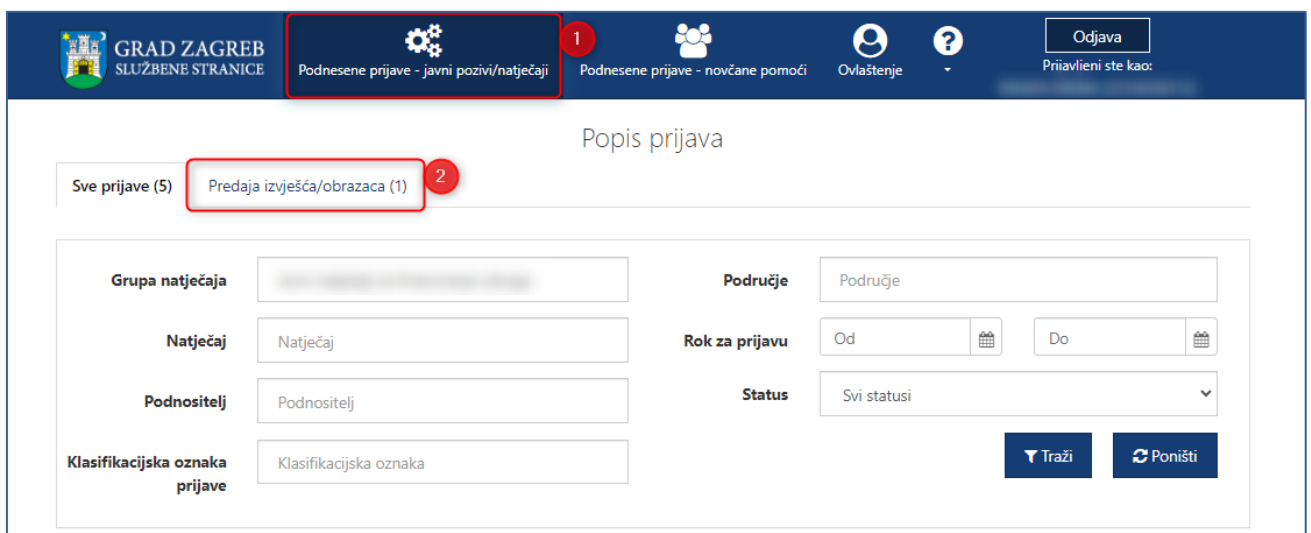 GRAD ZAGREB
SLUŽBENE STRANICE
Podnesene prijave - javni pozivi/natječaji
1
Podnesene prijave - novčane pomoći
Ovlaštenje
?
Odjava
Prijavlieni ste kao:
Popis prijava
Sve prijave (5)
Predaja izvješća/obrazaca (1)
2
Grupa natječaja
Područje
Područje
Natječaj
Natječaj
Rok za prijavu
Od
Do
Podnositelj
Podnositelj
Status
Svi statusi
Klasifikacijska oznaka
prijave
Klasifikacijska oznaka
Traži
Poništi